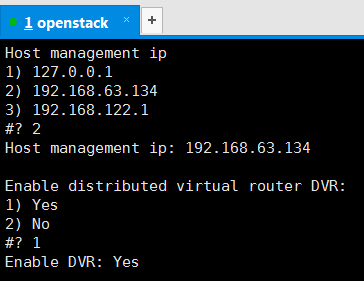 1 openstack × +
Host management ip
1) 127.0.0.1
2) 192.168.63.134
3) 192.168.122.1
#? 2
Host management ip: 192.168.63.134
Enable distributed virtual router DVR:
1) Yes
2) No
#? 1
Enable DVR: Yes